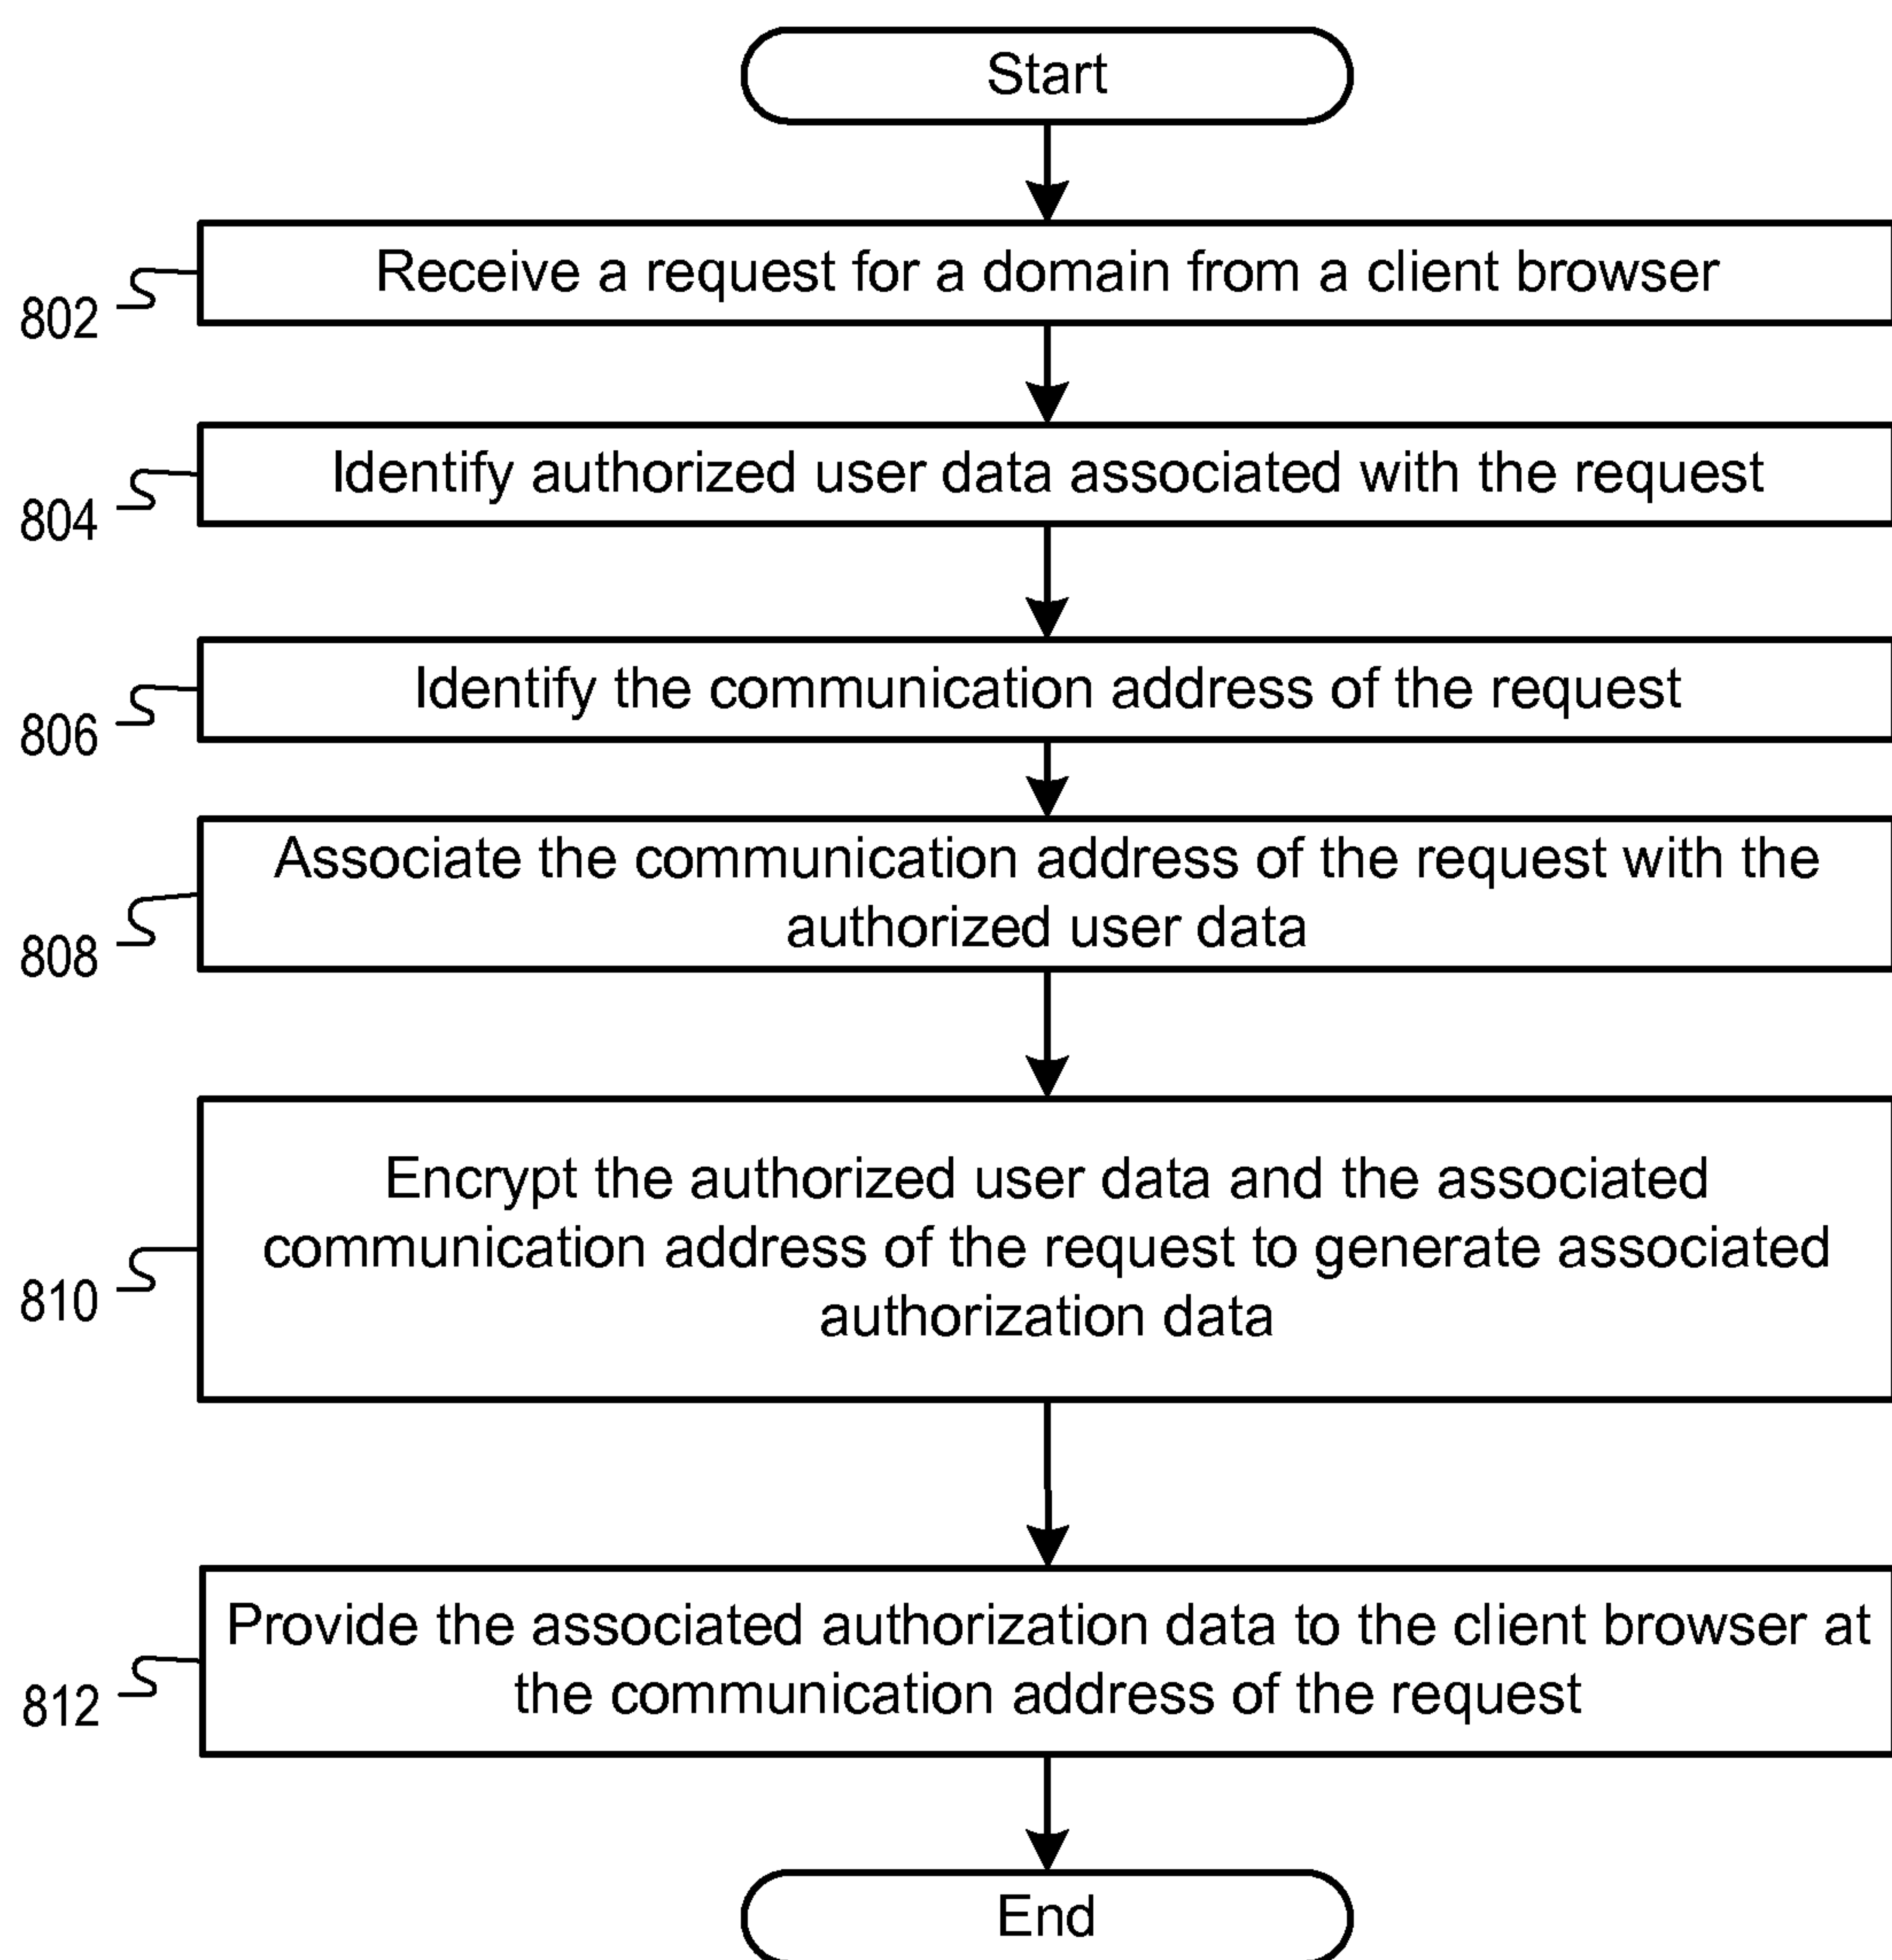 Start
Receive a request for a domain from a client browser
802
Identify authorized user data associated with the request
804
Identify the communication address of the request
806
Associate the communication address of the request with the
authorized user data
808
Encrypt the authorized user data and the associated
communication address of the request to generate associated
authorization data
810
Provide the associated authorization data to the client browser at
the communication address of the request
812
End